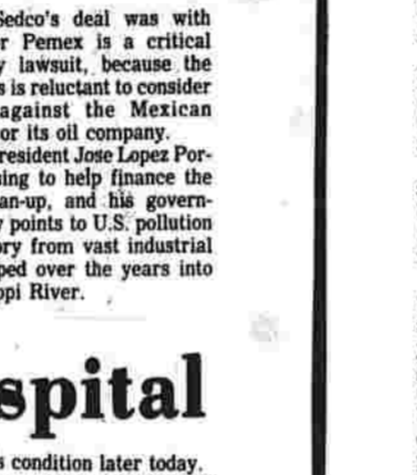 Sedco's deal was with
r Pemex is a critical
y lawsuit, because the
s is reluctant to consider
against the Mexican
or its oil company.
resident Jose Lopez Por-
ing to help finance the
an-up, and his govern-
y points to U.S. pollution
ory from vast industrial
ped over the years into
ppi River.
spital
s condition later today.